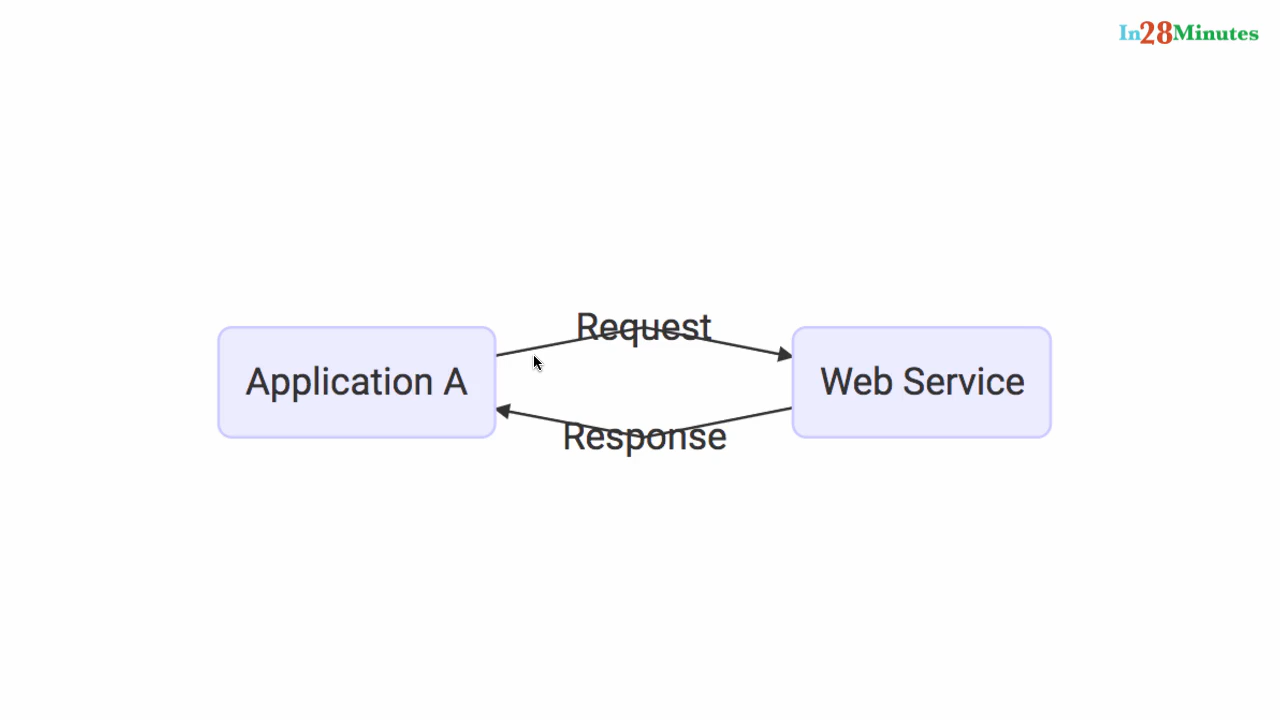 In28Minutes
Request
Application A
Web Service
Response